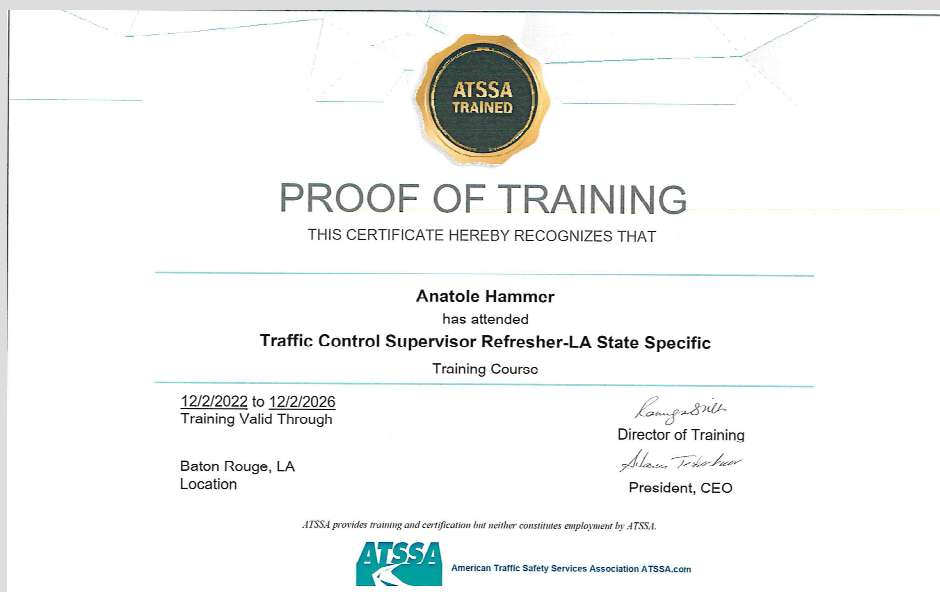 ATSSA
TRAINED
PROOF OF TRAINING
THIS CERTIFICATE HEREBY RECOGNIZES THAT
Anatole Hammer
has attended
Traffic Control Supervisor Refresher-LA State Specific
Training Course
12/2/2022 to 12/2/2026
Training Valid Through
Director of Training
Baton Rouge, LA
Location
President, CEO
ATSSA provides training and certification but neither constitutes employment by ATSSA.
ATSSA
American Traffic Safety Services Association ATSSA.com